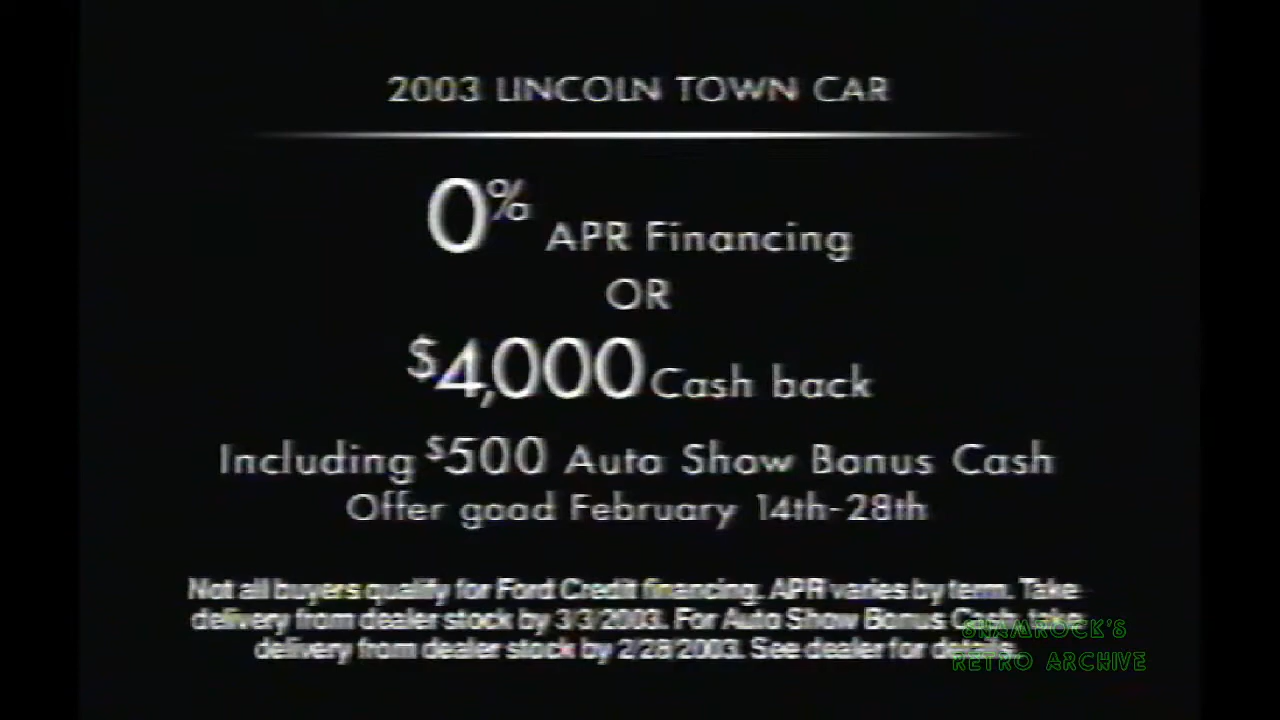 2003 LINCOLN TOWN CAR
0% APR Financing
OR
$4,000 Cash back
Including $500 Auto Show Bonus Cash
Offer good February 14th-28th
Not all buyers qualify for Ford Credit financing. APR varies by term. Take
delivery from dealer stock by 3/3/2003. For Auto Show Bonus Cash, take
delivery from dealer stock by 2/28/2003. See dealer for details.
SHAMROCK'S
RETRO ARCHIVE